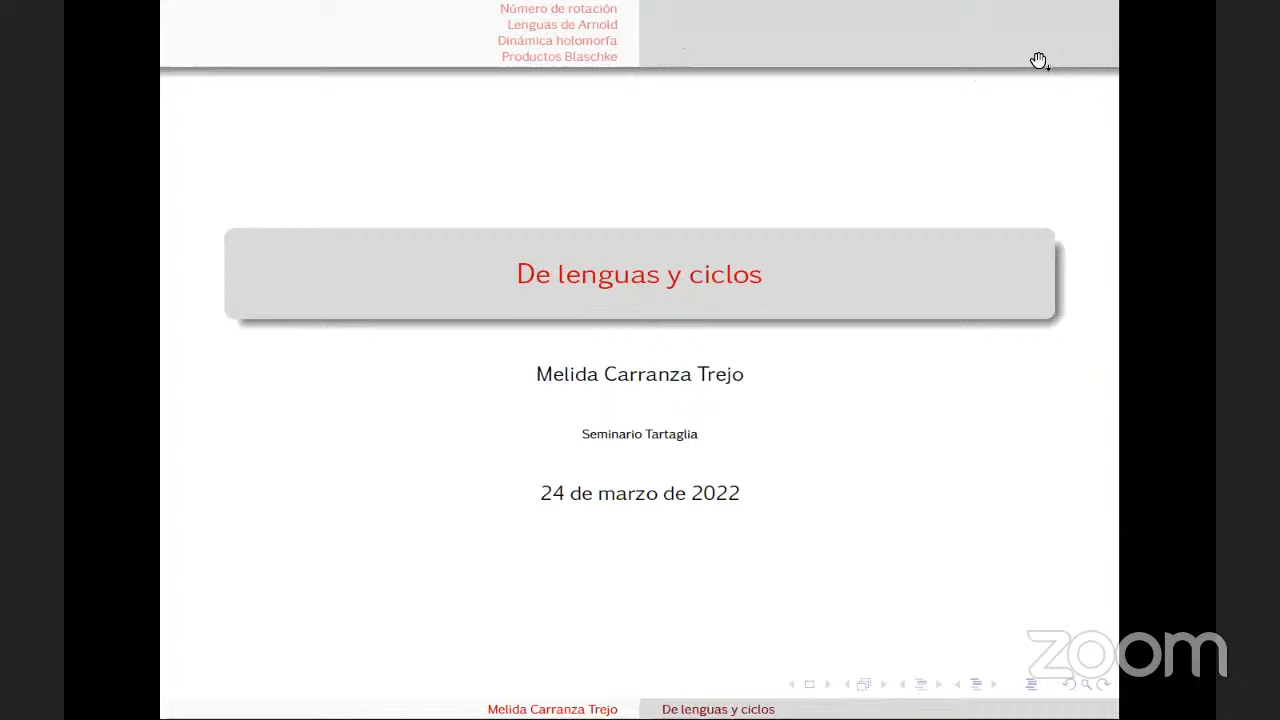 Número de rotación
Lenguas de Arnold
Dinámica holomorfa
Productos Blaschke
De lenguas y ciclos
Melida Carranza Trejo
Seminario Tartaglia
24 de marzo de 2022
zoom
Melida Carranza Trejo
De lenguas y ciclos